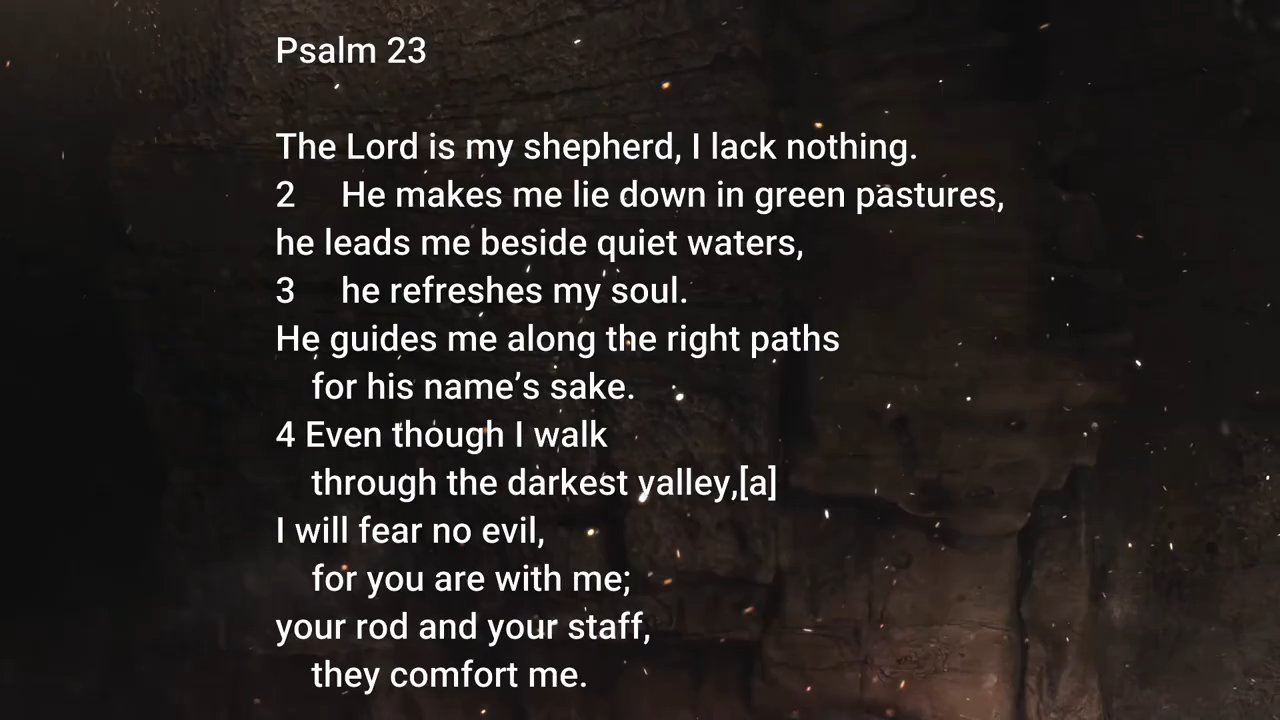 Psalm 23
The Lord is my shepherd, I lack nothing.
2 He makes me lie down in green pastures,
he leads me beside quiet waters,
3 he refreshes my soul.
He guides me along the right paths
for his name’s sake.
4 Even though I walk
through the darkest valley,[a]
I will fear no evil,
for you are with me;
your rod and your staff,
they comfort me.